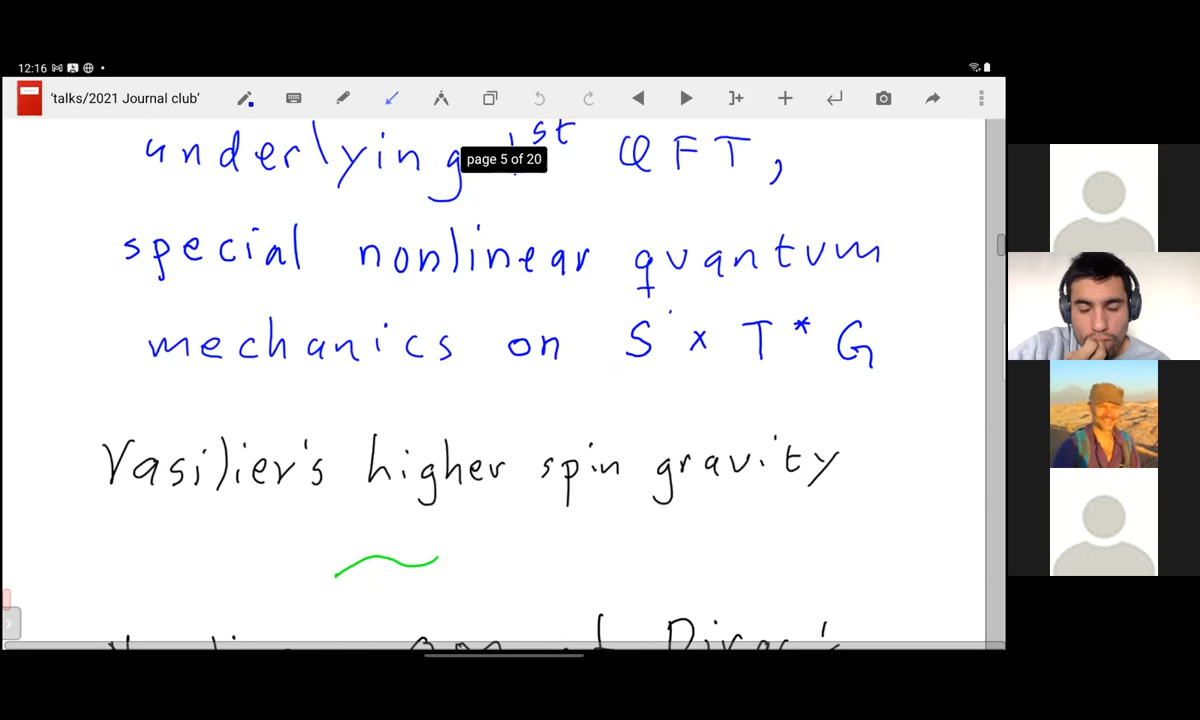 12:16
'talks/2021 Journal club'
page 5 of 20
underlying 1st QFT,
special nonlinear quantum
mechanics on S' × T * G
Vasiliev's higher spin gravity
Dirac's